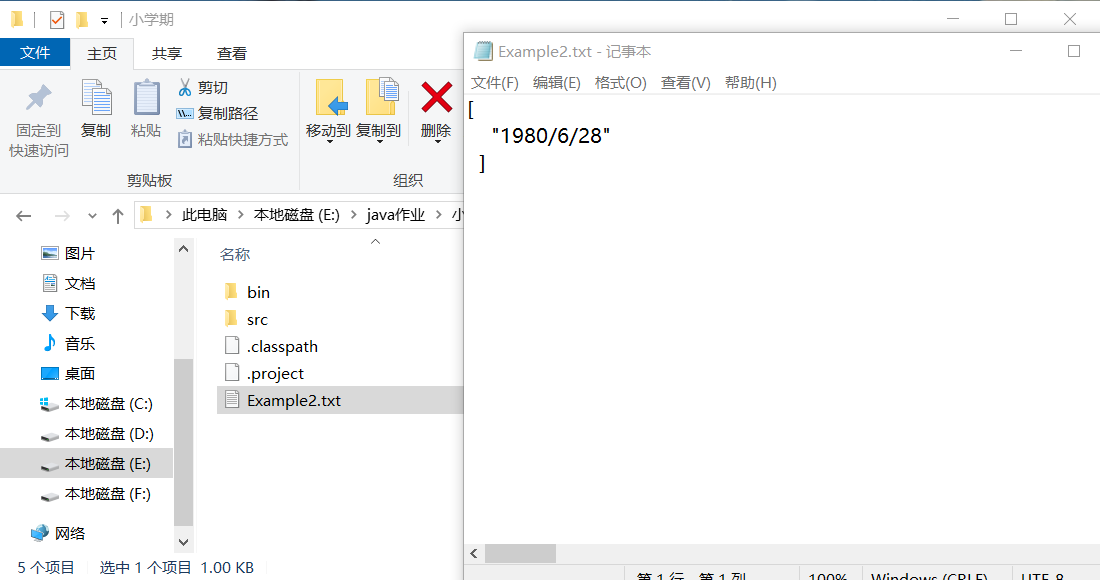 小学期
文件 主页 共享 查看
固定到快速访问
复制
粘贴
剪切
复制路径
粘贴快捷方式
剪贴板
移动到 复制到 删除
组织
此电脑 本地磁盘 (E:) java作业
图片
文档
下载
音乐
桌面
本地磁盘 (C:)
本地磁盘 (D:)
本地磁盘 (E:)
本地磁盘 (F:)
网络
名称
bin
src
.classpath
.project
Example2.txt
5 个项目 选中 1 个项目 1.00 KB
Example2.txt - 记事本
文件(F) 编辑(E) 格式(O) 查看(V) 帮助(H)
[
"1980/6/28"
]
第 1 行，第 1 列 100% Windows (CRLF) UTF-8